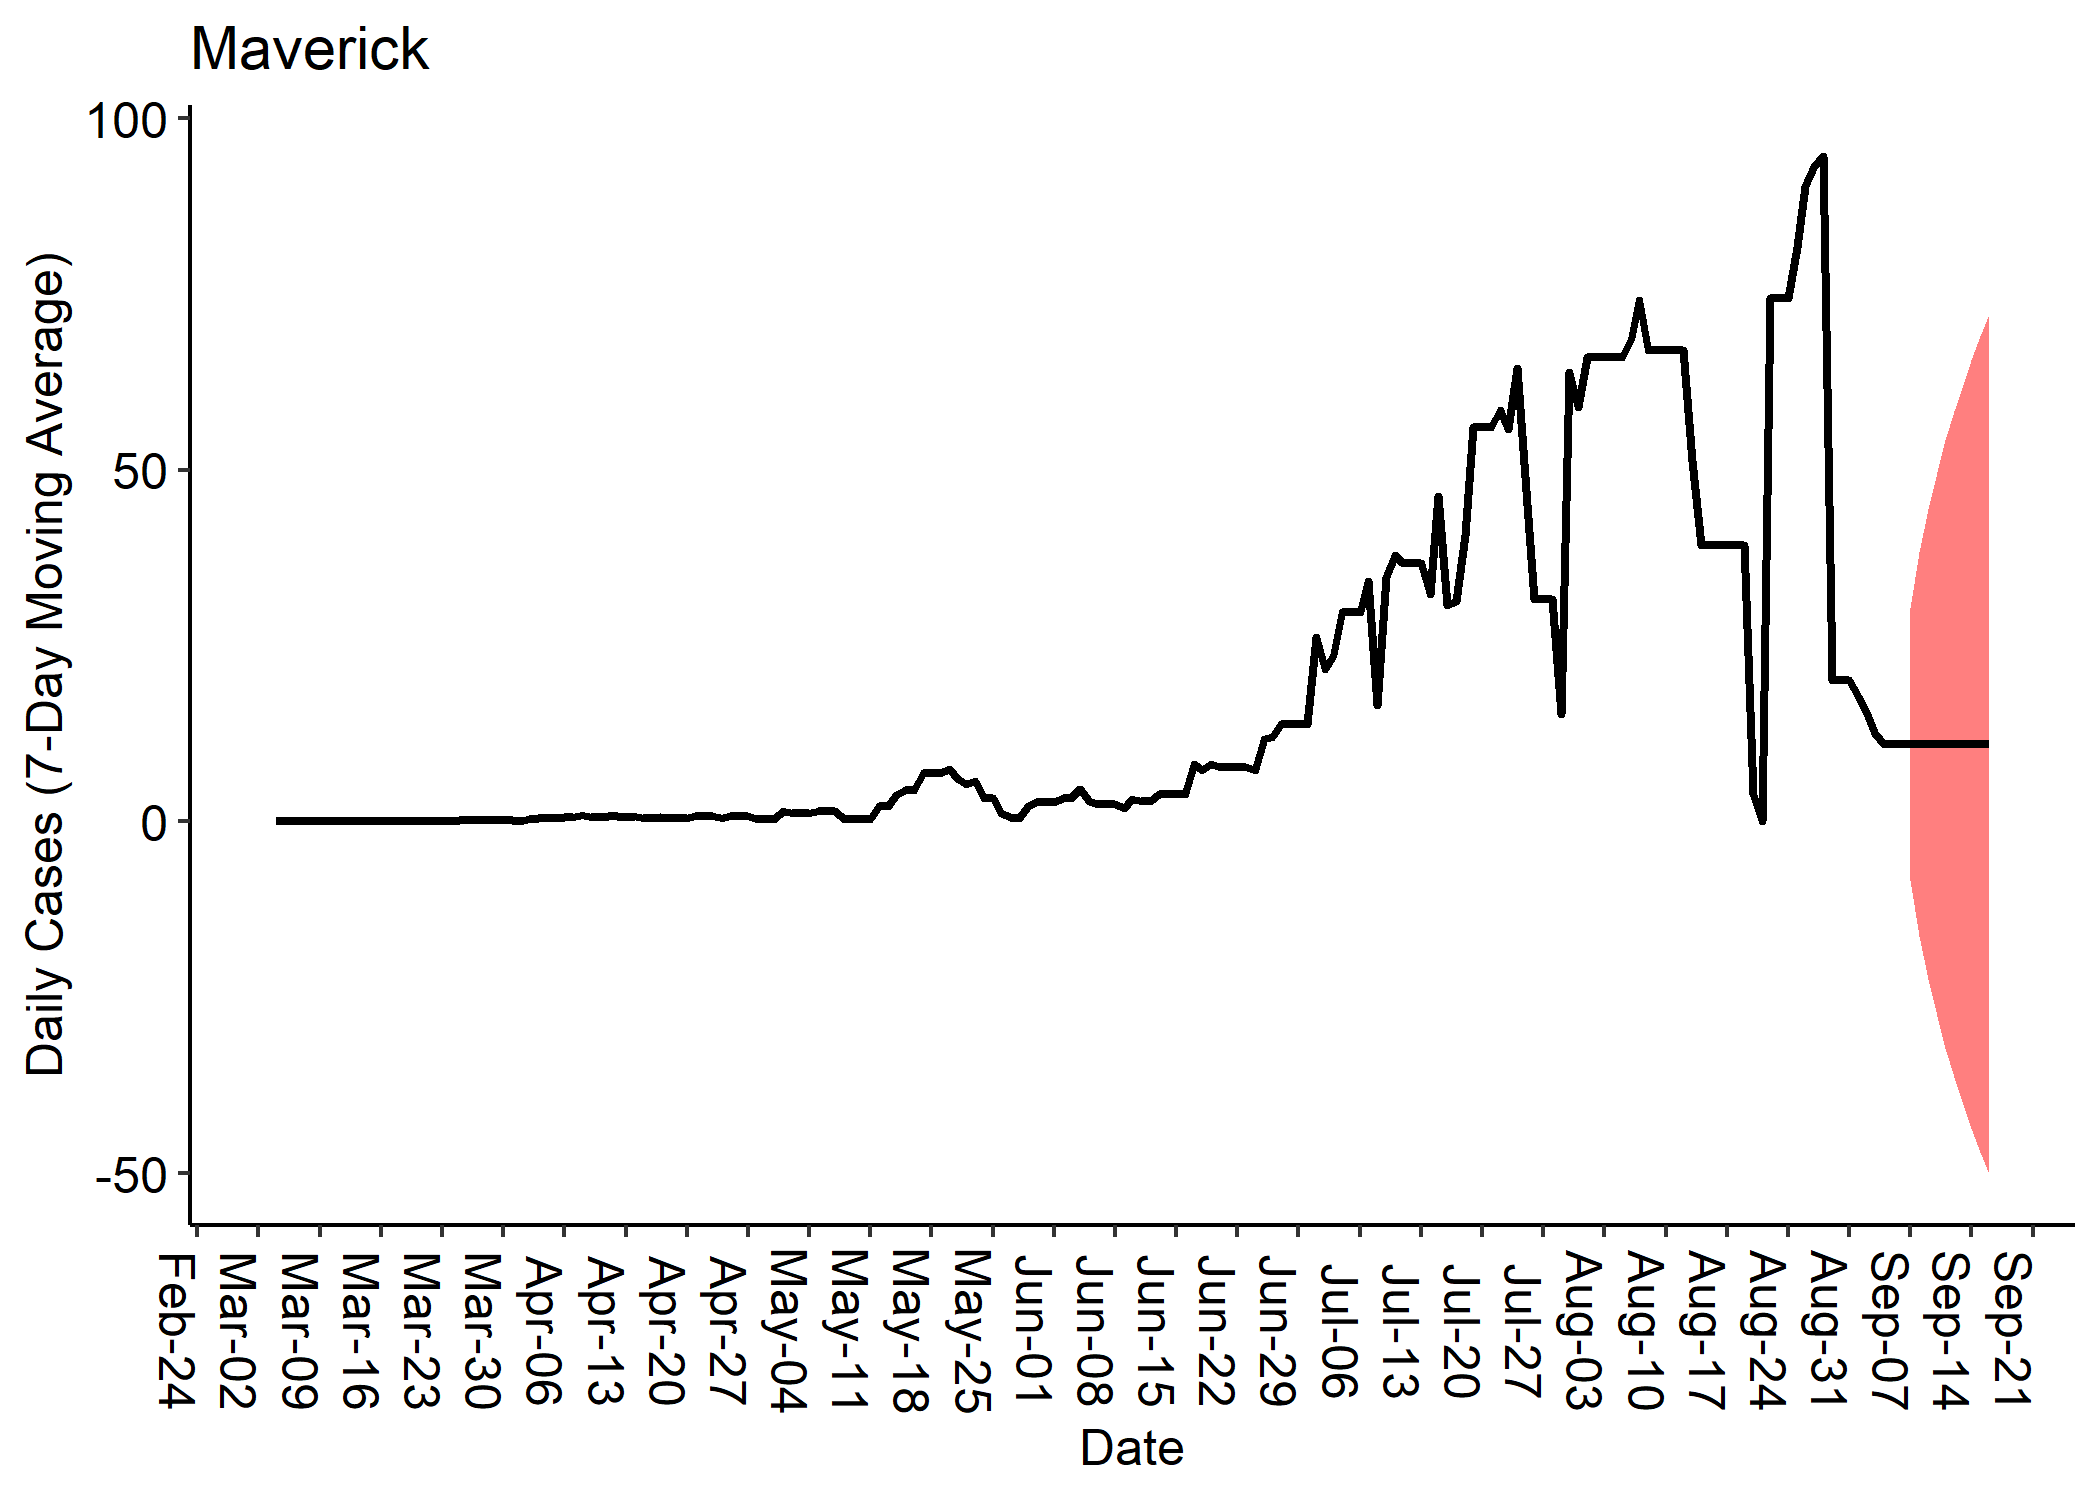 Maverick
Daily Cases (7-Day Moving Average)
100
50
0
-50
Feb-24
Mar-02
Mar-09
Mar-16
Mar-23
Mar-30
Apr-06
Apr-13
Apr-20
Apr-27
May-04
May-11
May-18
May-25
Jun-01
Jun-08
Jun-15
Jun-22
Jun-29
Jul-06
Jul-13
Jul-20
Jul-27
Aug-03
Aug-10
Aug-17
Aug-24
Aug-31
Sep-07
Sep-14
Sep-21
Date